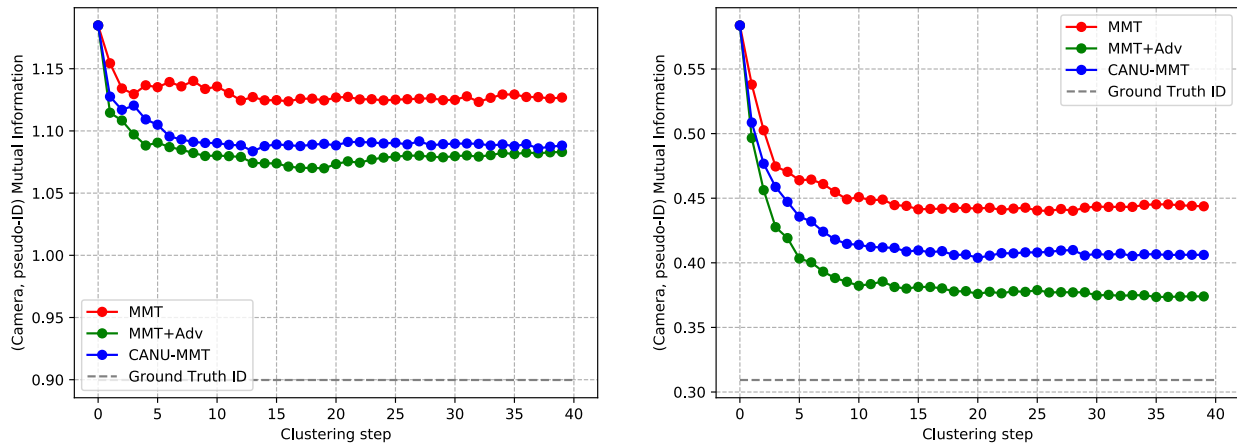 (Camera, pseudo-ID) Mutual Information
1.15
1.10
1.05
1.00
0.95
0.90
MMT
MMT+Adv
CANU-MMT
Ground Truth ID
0 5 10 15 20 25 30 35 40
Clustering step
(Camera, pseudo-ID) Mutual Information
0.55
0.50
0.45
0.40
0.35
0.30
MMT
MMT+Adv
CANU-MMT
Ground Truth ID
0 5 10 15 20 25 30 35 40
Clustering step